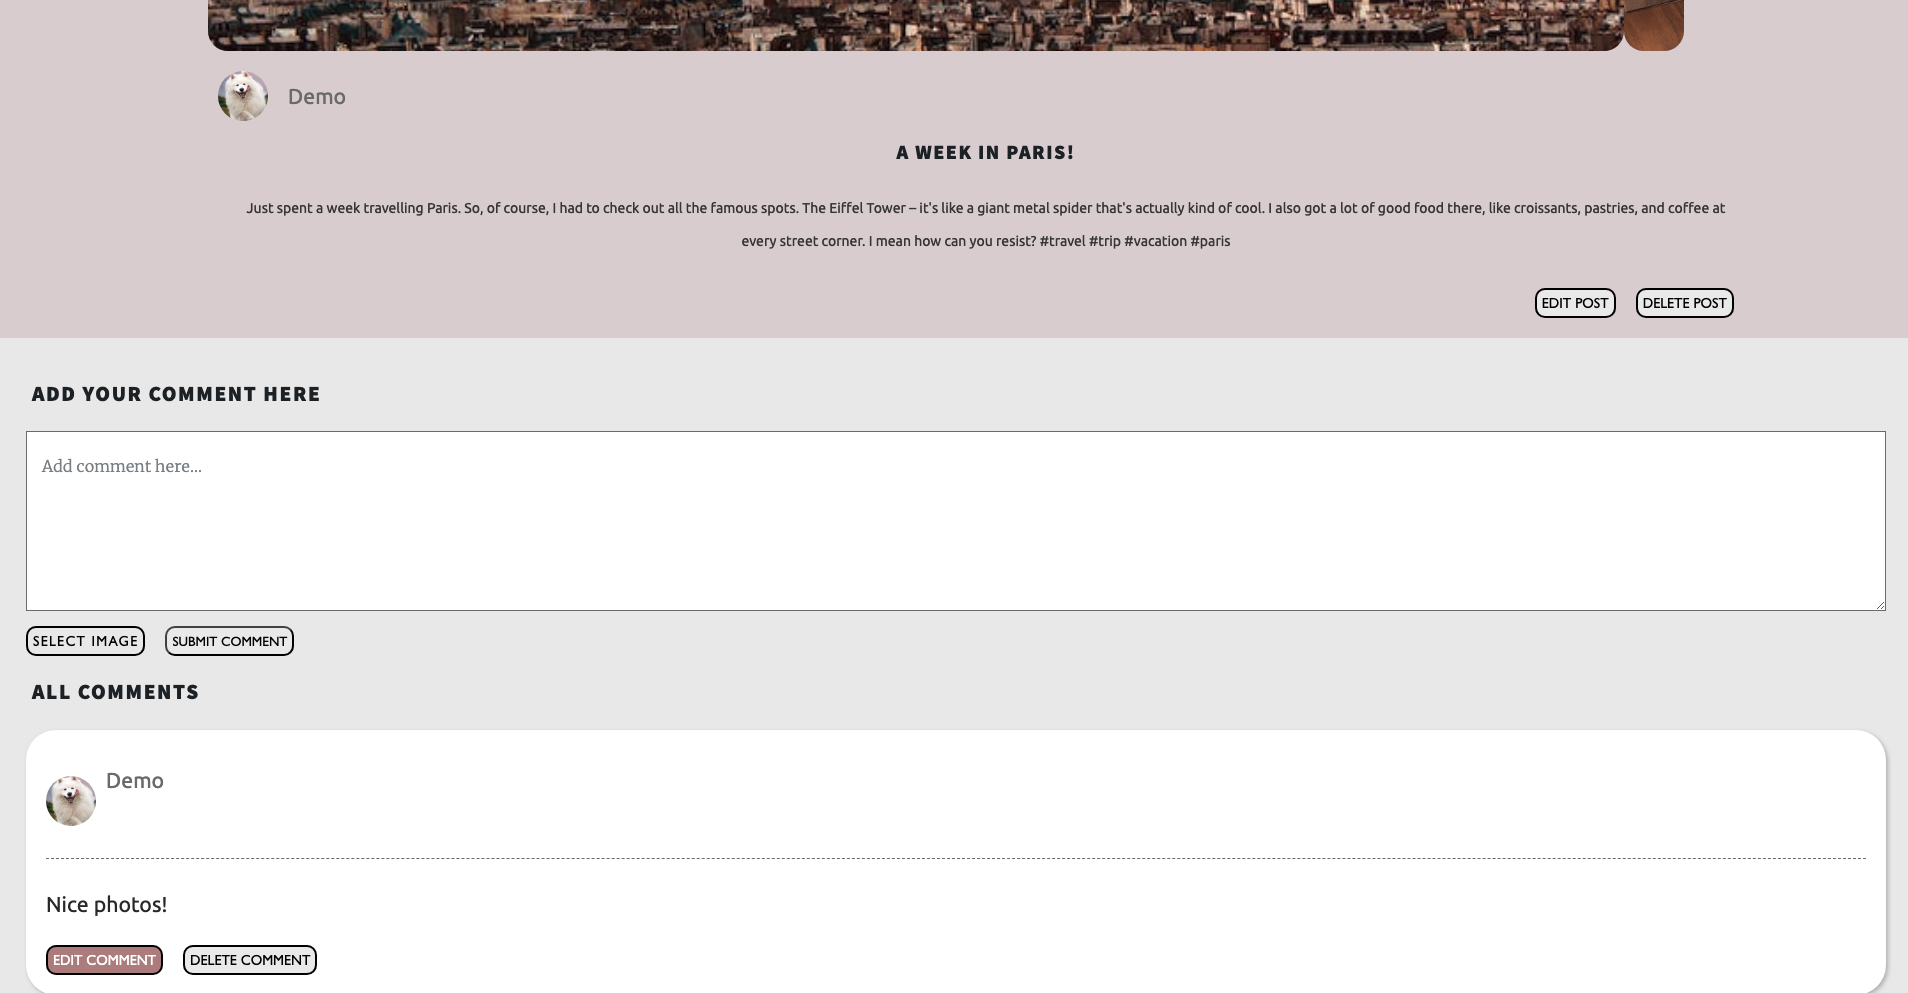 Demo
A WEEK IN PARIS!
Just spent a week travelling Paris. So, of course, I had to check out all the famous spots. The Eiffel Tower – it's like a giant metal spider that's actually kind of cool. I also got a lot of good food there, like croissants, pastries, and coffee at
every street corner. I mean how can you resist? #travel #trip #vacation #paris
EDIT POST DELETE POST
ADD YOUR COMMENT HERE
Add comment here...
SELECT IMAGE SUBMIT COMMENT
ALL COMMENTS
Demo
Nice photos!
EDIT COMMENT DELETE COMMENT